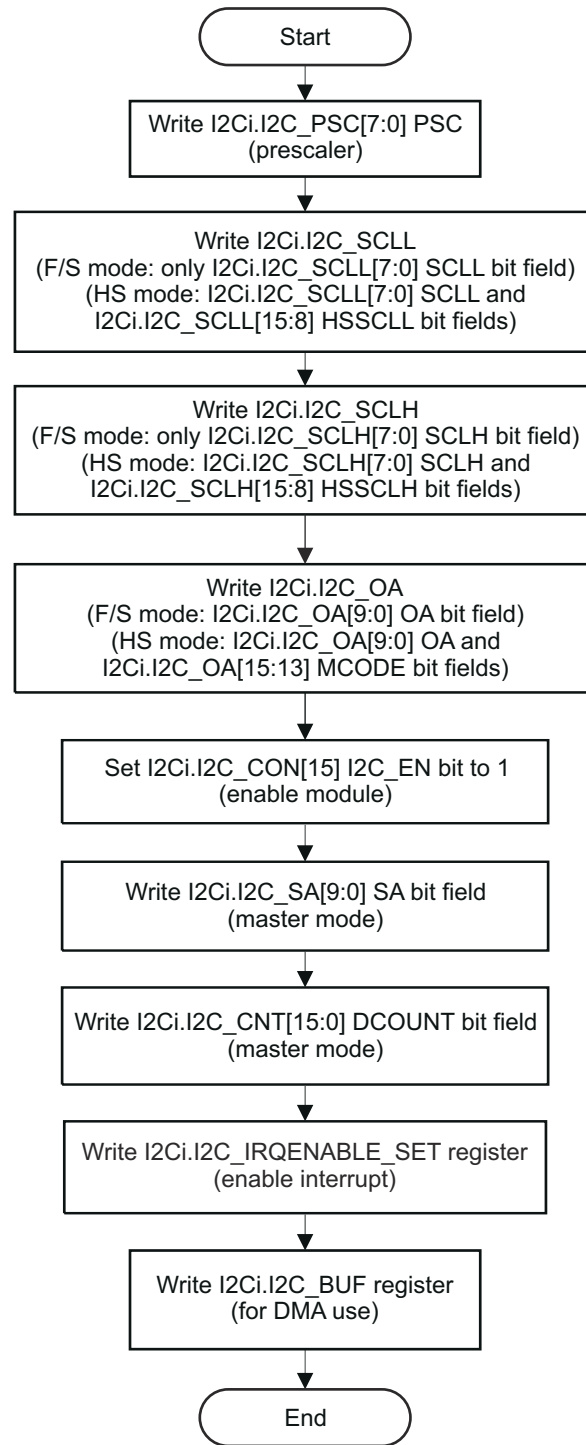 Start
Write I2Ci.I2C_PSC[7:0] PSC
(prescaler)
Write I2Ci.I2C_SCLL
(F/S mode: only I2Ci.I2C_SCLL[7:0] SCLL bit field)
(HS mode: I2Ci.I2C_SCLL[7:0] SCLL and
I2Ci.I2C_SCLL[15:8] HSSCLL bit fields)
Write I2Ci.I2C_SCLH
(F/S mode: only I2Ci.I2C_SCLH[7:0] SCLH bit field)
(HS mode: I2Ci.I2C_SCLH[7:0] SCLH and
I2Ci.I2C_SCLH[15:8] HSSCLH bit fields)
Write I2Ci.I2C_OA
(F/S mode: I2Ci.I2C_OA[9:0] OA bit field)
(HS mode: I2Ci.I2C_OA[9:0] OA and
I2Ci.I2C_OA[15:13] MCODE bit fields)
Set I2Ci.I2C_CON[15] I2C_EN bit to 1
(enable module)
Write I2Ci.I2C_SA[9:0] SA bit field
(master mode)
Write I2Ci.I2C_CNT[15:0] DCOUNT bit field
(master mode)
Write I2Ci.I2C_IRQENABLE_SET register
(enable interrupt)
Write I2Ci.I2C_BUF register
(for DMA use)
End